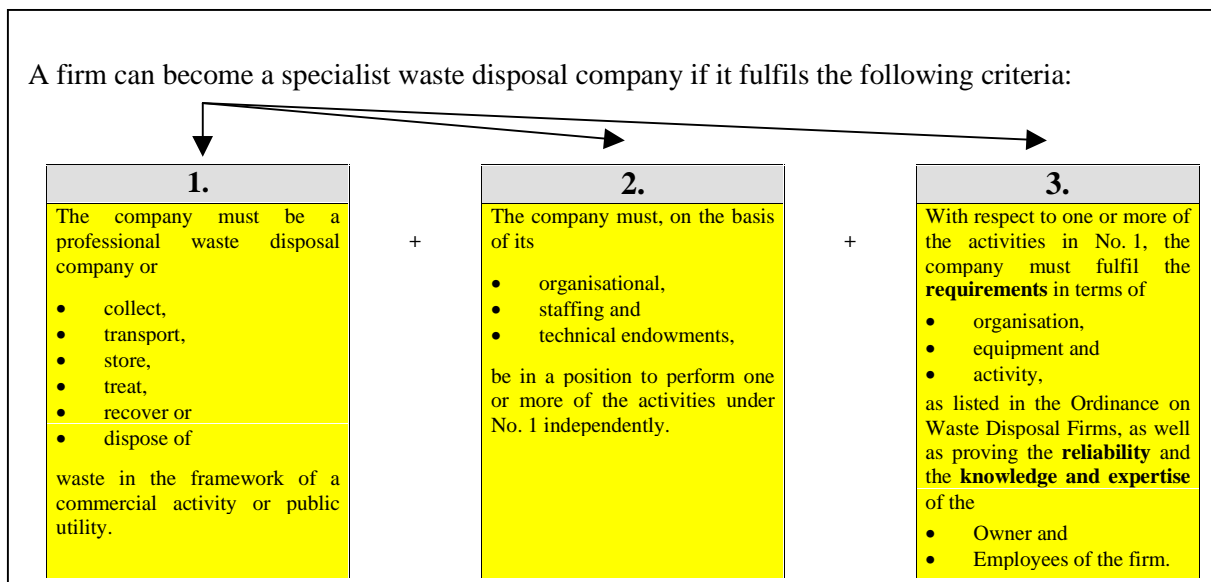 A firm can become a specialist waste disposal company if it fulfils the following criteria:
1.
The company must be a
professional waste disposal
company or
• collect,
• transport,
• store,
• treat,
• recover or
• dispose of
waste in the framework of a
commercial activity or public
utility.
+
2.
The company must, on the basis
of its
• organisational,
• staffing and
• technical endowments,
be in a position to perform one
or more of the activities under
No. 1 independently.
+
3.
With respect to one or more of
the activities in No. 1, the
company must fulfil the
requirements in terms of
• organisation,
• equipment and
• activity,
as listed in the Ordinance on
Waste Disposal Firms, as well
as proving the reliability and
the knowledge and expertise
of the
• Owner and
• Employees of the firm.